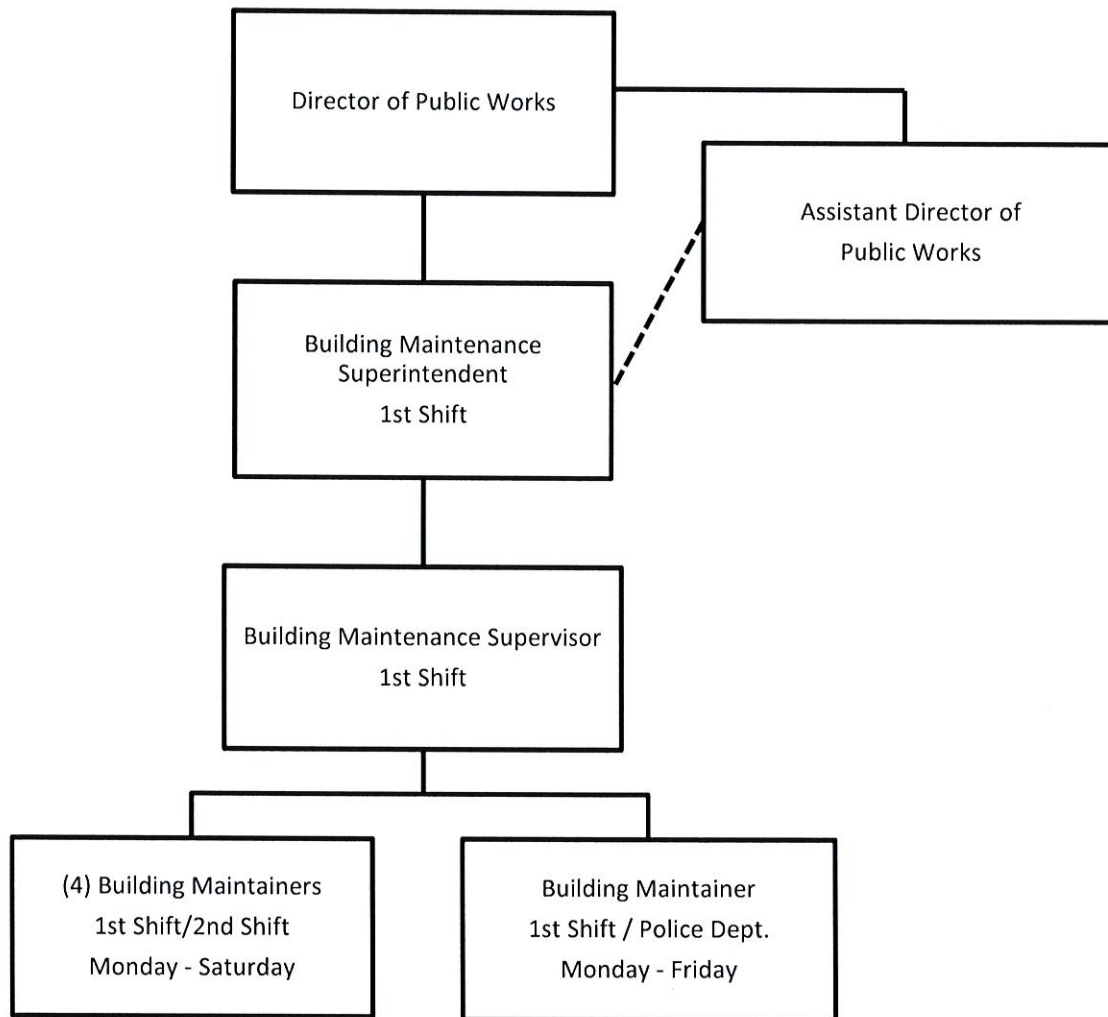 Director of Public Works
Assistant Director of
Public Works
Building Maintenance
Superintendent
1st Shift
Building Maintenance Supervisor
1st Shift
(4) Building Maintainers
1st Shift/2nd Shift
Monday - Saturday
Building Maintainer
1st Shift / Police Dept.
Monday - Friday